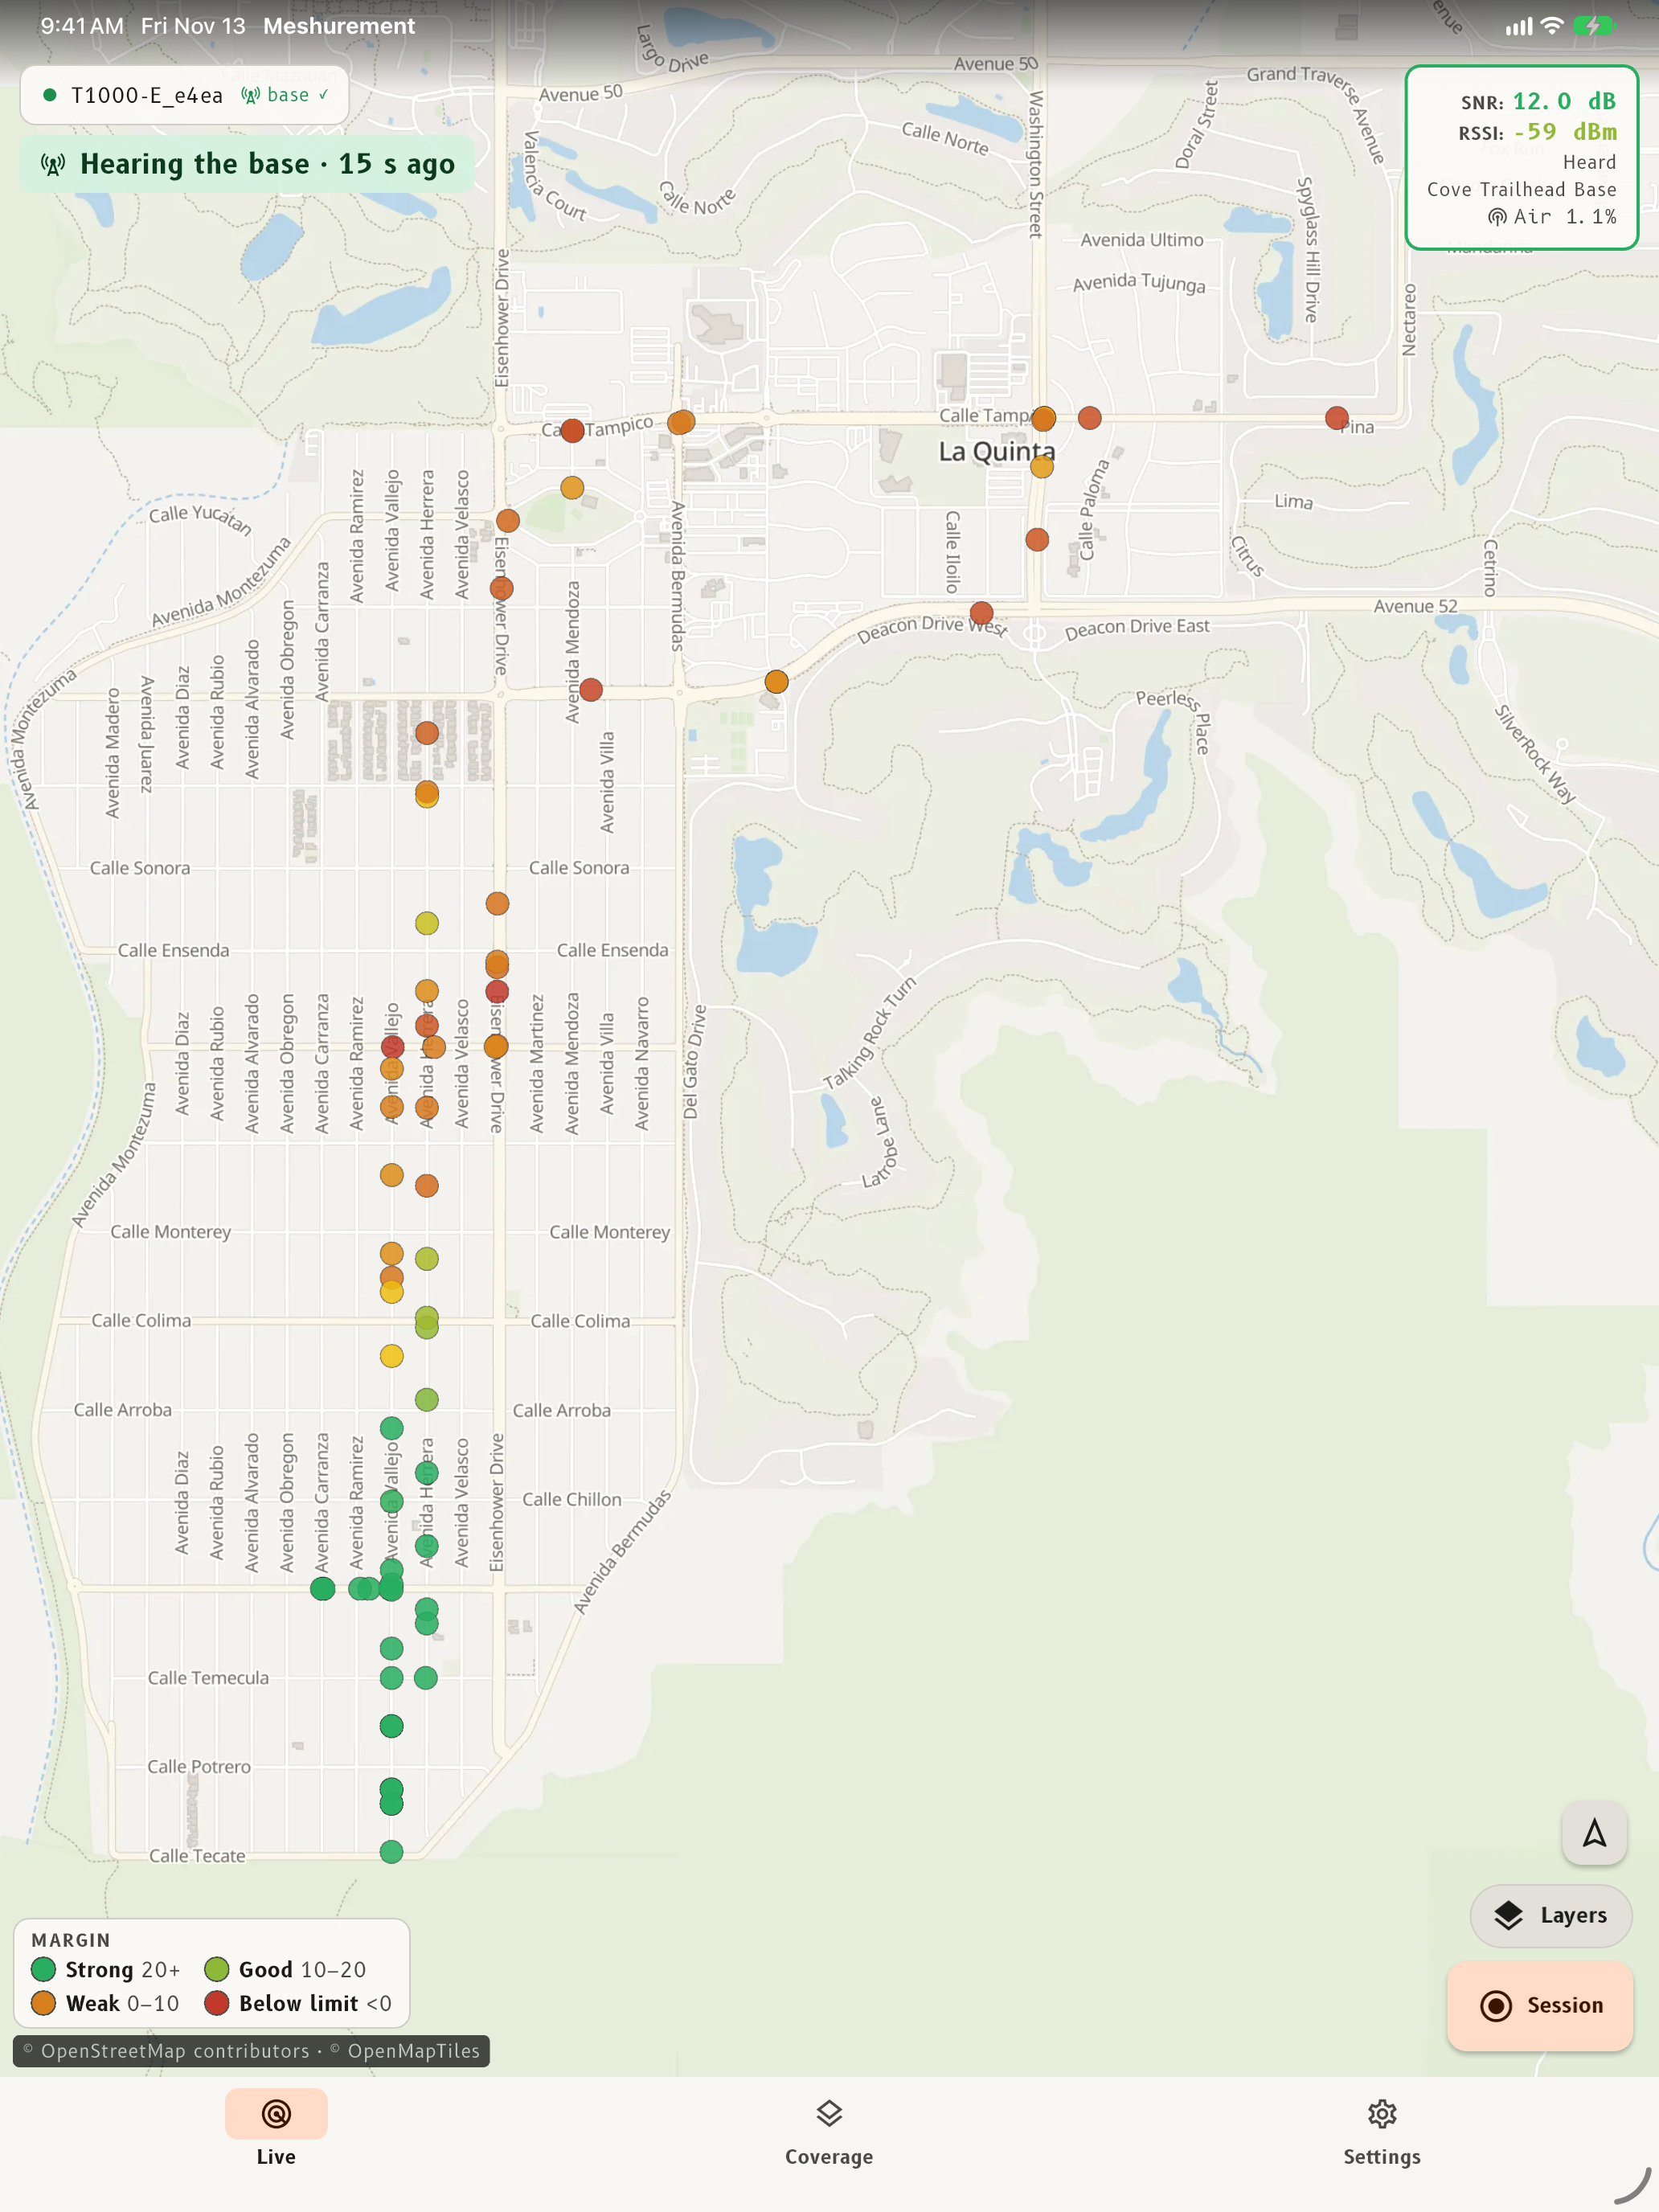 9:41 AM Fri Nov 13 Meshurement
T1000-E_e4ea base ✓
Hearing the base · 15 s ago
SNR: 12.0 dB
RSSI: -59 dBm
Heard
Cove Trailhead Base
Air 1.1%
Largo Drive
Avenue 50
Avenue 50
Grand Traverse Avenue
Washington Street
Doral Street
Valencia Court
Calle Norte
Calle Norte
Spyglass Hill Drive
Avenida Ultimo
Avenida Tujunga
Eisenhower Drive
Nectareo
Calle Tampico
La Quinta
Pina
Avenida Ramirez
Avenida Vallejo
Avenida Herrera
Avenida Velasco
Calle Yucatan
Avenida Bermudas
Calle Iloilo
Calle Paloma
Lima
Citrus
Cetrino
Avenida Montezuma
Avenida Carranza
Avenida Obregon
Eisenhower Drive
Avenida Mendoza
Avenue 52
Deacon Drive West
Deacon Drive East
Avenida Montezuma
Avenida Madero
Avenida Juarez
Avenida Diaz
Avenida Rubio
Avenida Alvarado
Avenida Villa
Peerless Place
SilverRock Way
Calle Sonora
Calle Sonora
Calle Ensenda
Calle Ensenda
Avenida Diaz
Avenida Rubio
Avenida Alvarado
Avenida Obregon
Avenida Carranza
Avenida Ramirez
Avenida Vallejo
Avenida Herrera
Avenida Velasco
Eisenhower Drive
Avenida Martinez
Avenida Mendoza
Avenida Villa
Avenida Navarro
Del Gato Drive
Talking Rock Turn
Latrobe Lane
Avenida Montezuma
Calle Monterey
Calle Monterey
Calle Colima
Calle Colima
Calle Arroba
Calle Arroba
Avenida Diaz
Avenida Rubio
Avenida Alvarado
Avenida Obregon
Avenida Carranza
Avenida Ramirez
Avenida Vallejo
Avenida Herrera
Avenida Velasco
Eisenhower Drive
Calle Chillon
Avenida Bermudas
Calle Temecula
Calle Potrero
Calle Tecate
MARGIN
Strong 20+ Good 10–20
Weak 0–10 Below limit <0
© OpenStreetMap contributors · © OpenMapTiles
Layers
Session
Live
Coverage
Settings